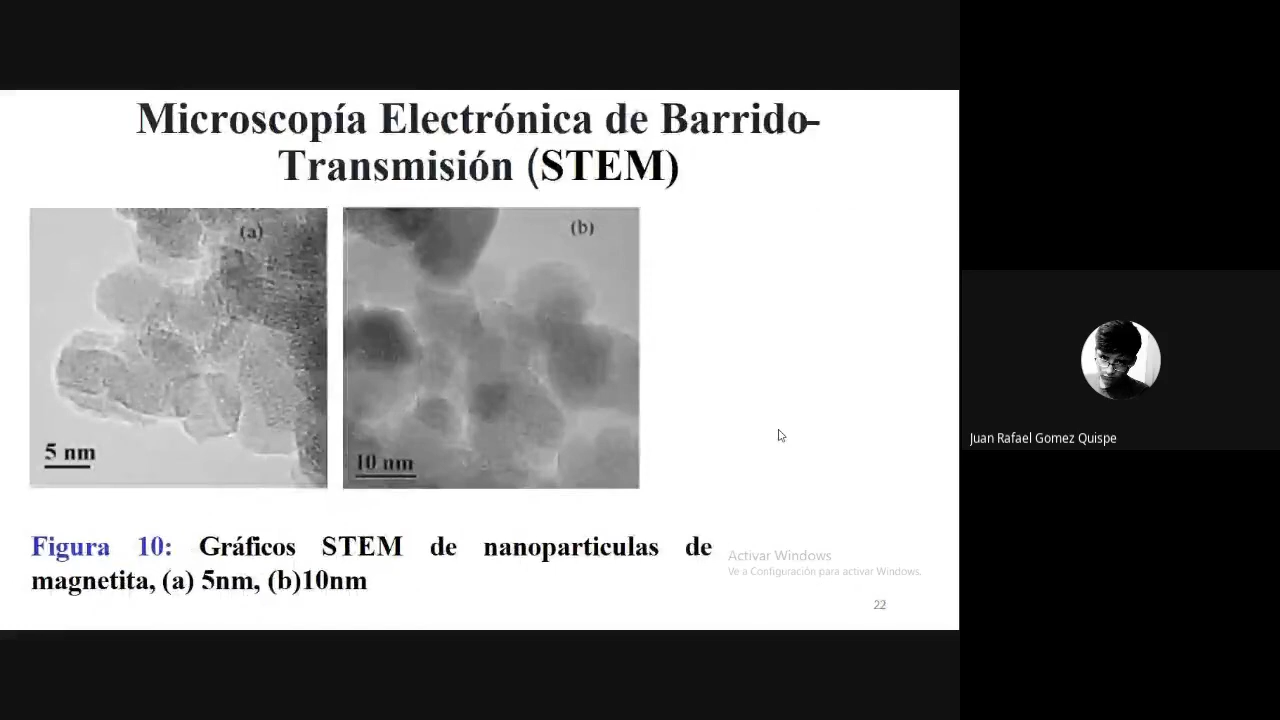 Microscopía Electrónica de Barrido-
Transmisión (STEM)
(a)
(b)
5 nm
10 nm
Figura 10: Gráficos STEM de nanoparticulas de
magnetita, (a) 5nm, (b)10nm
Activar Windows
Ve a Configuración para activar Windows.
22
Juan Rafael Gomez Quispe